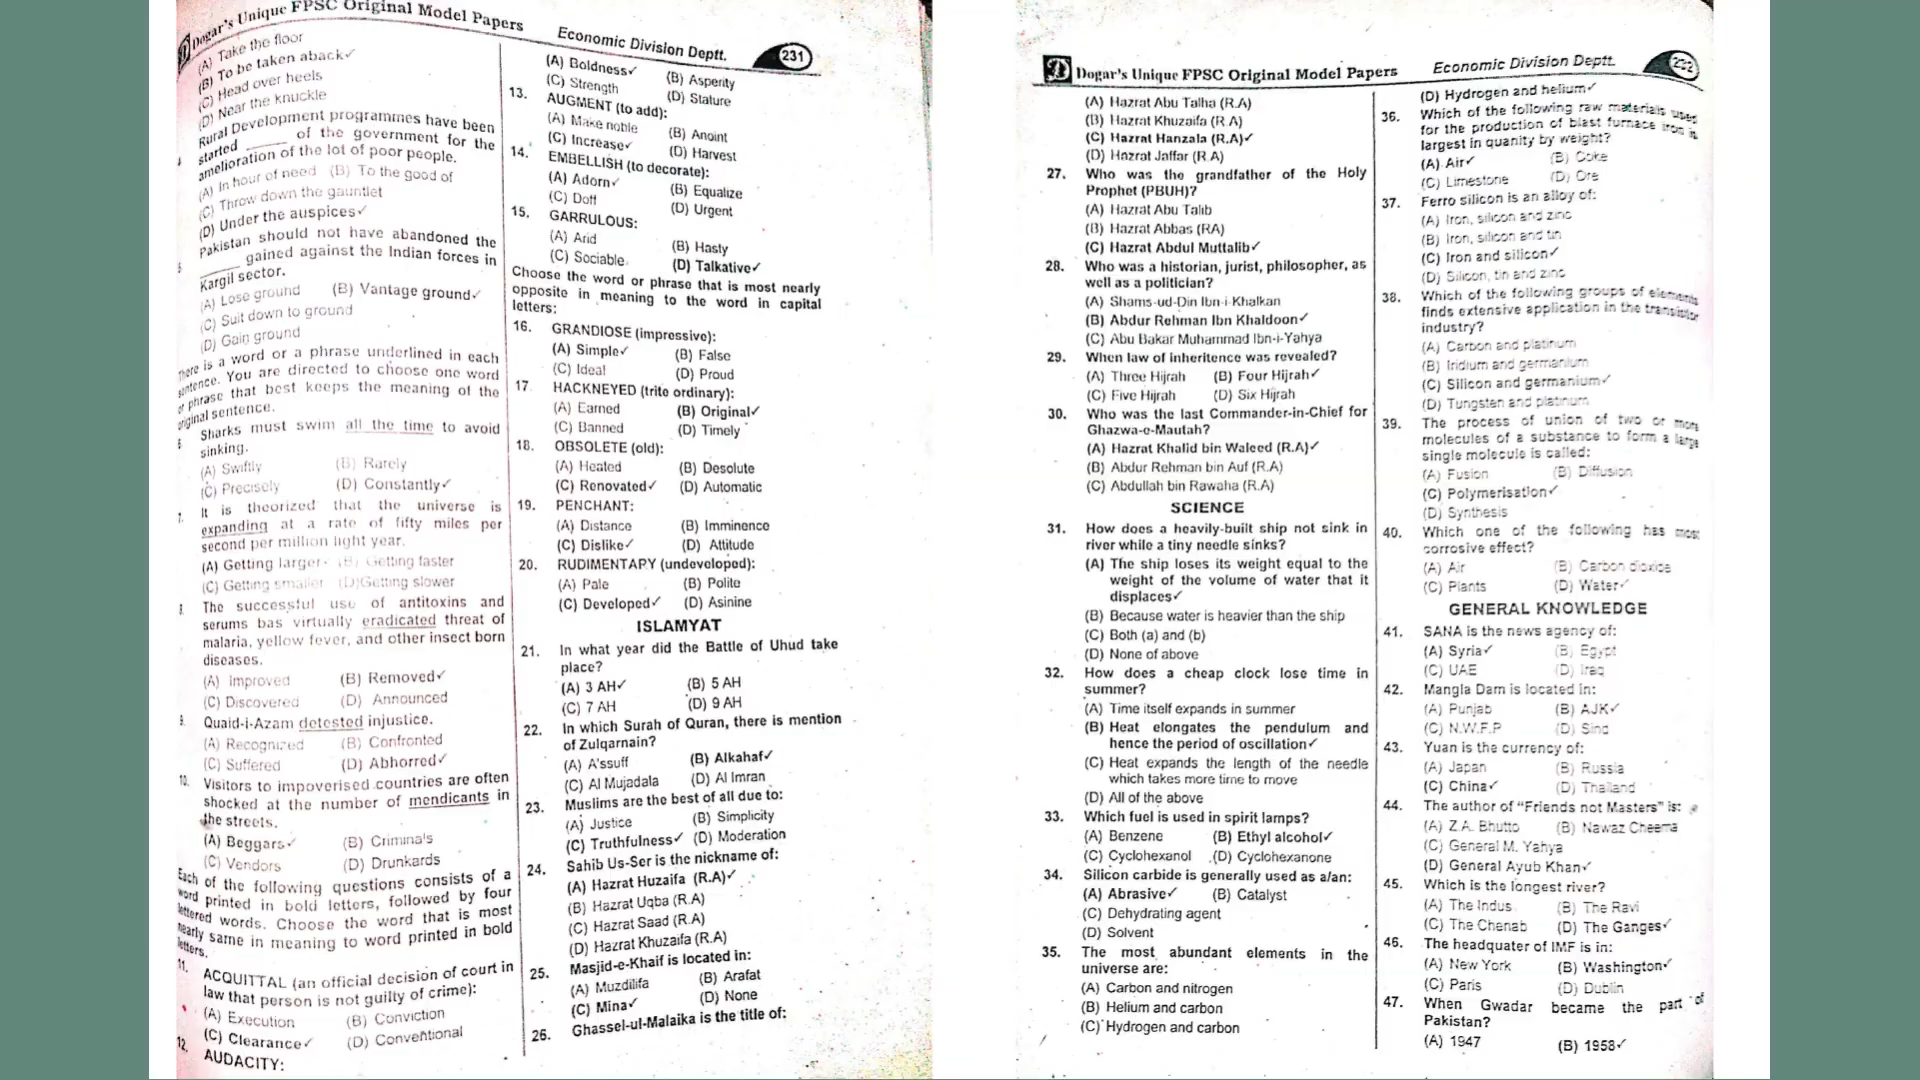 Dogar's Unique FPSC Original Model Papers
Economic Division Deptt.
231
(A) Take the floor
(B) To be taken aback✓
(C) Head over heels
(D) Near the knuckle
Rural Development programmes have been
started ______ of the government for the
amelioration of the lot of poor people.
(A) In hour of need (B) To the good of
(C) Throw down the gauntlet
(D) Under the auspices✓
5 Pakistan should not have abandoned the
______ gained against the Indian forces in
Kargil sector.
(A) Lose ground (B) Vantage ground✓
(C) Suit down to ground
(D) Gain ground
There is a word or a phrase underlined in each
sentence. You are directed to choose one word
or phrase that best keeps the meaning of the
original sentence.
Sharks must swim all the time to avoid
sinking.
(A) Swiftly (B) Rarely
(C) Precisely (D) Constantly✓
7. It is theorized that the universe is
expanding at a rate of fifty miles per
second per million light year.
(A) Getting larger (B) Getting faster
(C) Getting smaller (D)Getting slower
8. The successful use of antitoxins and
serums bas virtually eradicated threat of
malaria, yellow fever, and other insect born
diseases.
(A) Improved (B) Removed✓
(C) Discovered (D) Announced
9. Quaid-i-Azam detested injustice.
(A) Recognized (B) Confronted
(C) Suffered (D) Abhorred✓
10. Visitors to impoverised countries are often
shocked at the number of mendicants in
the streets.
(A) Beggars✓ (B) Criminals
(C) Vendors (D) Drunkards
Each of the following questions consists of a
word printed in bold letters, followed by four
lettered words. Choose the word that is most
nearly same in meaning to word printed in bold
letters.
11. ACQUITTAL (an official decision of court in
law that person is not guilty of crime):
(A) Execution (B) Conviction
(C) Clearance✓ (D) Conventional
12. AUDACITY:
(A) Boldness✓ (B) Asperity
(C) Strength (D) Stature
13. AUGMENT (to add):
(A) Make noble (B) Anoint
(C) Increase✓ (D) Harvest
14. EMBELLISH (to decorate):
(A) Adorn✓ (B) Equalize
(C) Doff (D) Urgent
15. GARRULOUS:
(A) Arid (B) Hasty
(C) Sociable (D) Talkative✓
Choose the word or phrase that is most nearly
opposite in meaning to the word in capital
letters:
16. GRANDIOSE (impressive):
(A) Simple✓ (B) False
(C) Ideal (D) Proud
17 HACKNEYED (trite ordinary):
(A) Earned (B) Original✓
(C) Banned (D) Timely
18. OBSOLETE (old):
(A) Heated (B) Desolute
(C) Renovated✓ (D) Automatic
19. PENCHANT:
(A) Distance (B) Imminence
(C) Dislike✓ (D) Attitude
20. RUDIMENTARY (undeveloped):
(A) Pale (B) Polite
(C) Developed✓ (D) Asinine
ISLAMYAT
21. In what year did the Battle of Uhud take
place?
(A) 3 AH✓ (B) 5 AH
(C) 7 AH (D) 9 AH
22. In which Surah of Quran, there is mention
of Zulqarnain?
(A) A'ssuff (B) Alkahaf✓
(C) Al Mujadala (D) Al Imran
23. Muslims are the best of all due to:
(A) Justice (B) Simplicity
(C) Truthfulness✓ (D) Moderation
24. Sahib Us-Ser is the nickname of:
(A) Hazrat Huzaifa (R.A)✓
(B) Hazrat Uqba (R.A)
(C) Hazrat Saad (R.A)
(D) Hazrat Khuzaifa (R.A)
25. Masjid-e-Khaif is located in:
(A) Muzdilifa (B) Arafat
(C) Mina✓ (D) None
26. Ghassel-ul-Malaika is the title of:
Dogar's Unique FPSC Original Model Papers
Economic Division Deptt.
232
(A) Hazrat Abu Talha (R.A)
(B) Hazrat Khuzaifa (R.A)
(C) Hazrat Hanzala (R.A)✓
(D) Hazrat Jaffar (R.A)
27. Who was the grandfather of the Holy
Prophet (PBUH)?
(A) Hazrat Abu Talib
(B) Hazrat Abbas (RA)
(C) Hazrat Abdul Muttalib✓
28. Who was a historian, jurist, philosopher, as
well as a politician?
(A) Shams-ud-Din Ibn-i-Khalkan
(B) Abdur Rehman Ibn Khaldoon✓
(C) Abu Bakar Muhammad Ibn-i-Yahya
29. When law of inheritence was revealed?
(A) Three Hijrah (B) Four Hijrah✓
(C) Five Hijrah (D) Six Hijrah
30. Who was the last Commander-in-Chief for
Ghazwa-e-Mautah?
(A) Hazrat Khalid bin Waleed (R.A)✓
(B) Abdur Rehman bin Auf (R.A)
(C) Abdullah bin Rawaha (R.A)
SCIENCE
31. How does a heavily-built ship not sink in
river while a tiny needle sinks?
(A) The ship loses its weight equal to the
weight of the volume of water that it
displaces✓
(B) Because water is heavier than the ship
(C) Both (a) and (b)
(D) None of above
32. How does a cheap clock lose time in
summer?
(A) Time itself expands in summer
(B) Heat elongates the pendulum and
hence the period of oscillation✓
(C) Heat expands the length of the needle
which takes more time to move
(D) All of the above
33. Which fuel is used in spirit lamps?
(A) Benzene (B) Ethyl alcohol✓
(C) Cyclohexanol (D) Cyclohexanone
34. Silicon carbide is generally used as a/an:
(A) Abrasive✓ (B) Catalyst
(C) Dehydrating agent
(D) Solvent
35. The most abundant elements in the
universe are:
(A) Carbon and nitrogen
(B) Helium and carbon
(C) Hydrogen and carbon
(D) Hydrogen and helium✓
36. Which of the following raw materials used
for the production of blast furnace iron is
largest in quanity by weight?
(A) Air✓ (B) Coke
(C) Limestone (D) Ore
37. Ferro silicon is an alloy of:
(A) Iron, silicon and zinc
(B) Iron, silicon and tin
(C) Iron and silicon✓
(D) Silicon, tin and zinc
38. Which of the following groups of elements
finds extensive application in the transistor
industry?
(A) Carbon and platinum
(B) Iridium and germanium
(C) Silicon and germanium✓
(D) Tungsten and platinum
39. The process of union of two or more
molecules of a substance to form a large
single molecule is called:
(A) Fusion (B) Diffusion
(C) Polymerisation✓
(D) Synthesis
40. Which one of the following has most
corrosive effect?
(A) Air (B) Carbon dioxide
(C) Plants (D) Water✓
GENERAL KNOWLEDGE
41. SANA is the news agency of:
(A) Syria✓ (B) Egypt
(C) UAE (D) Iraq
42. Mangla Dam is located in:
(A) Punjab (B) AJK✓
(C) N.W.F.P (D) Sind
43. Yuan is the currency of:
(A) Japan (B) Russia
(C) China✓ (D) Thailand
44. The author of "Friends not Masters" is:
(A) Z.A. Bhutto (B) Nawaz Cheema
(C) General M. Yahya
(D) General Ayub Khan✓
45. Which is the longest river?
(A) The Indus (B) The Ravi
(C) The Chenab (D) The Ganges✓
46. The headquater of IMF is in:
(A) New York (B) Washington✓
(C) Paris (D) Dublin
47. When Gwadar became the part of
Pakistan?
(A) 1947 (B) 1958✓